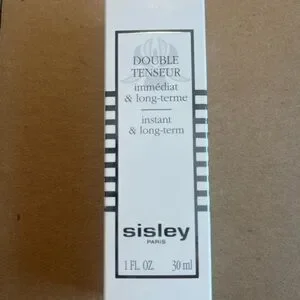 DOUBLE
TENSEUR
immédiat
& long-terme
instant
& long-term
sisley
PARIS
1 FL. OZ. 30 ml